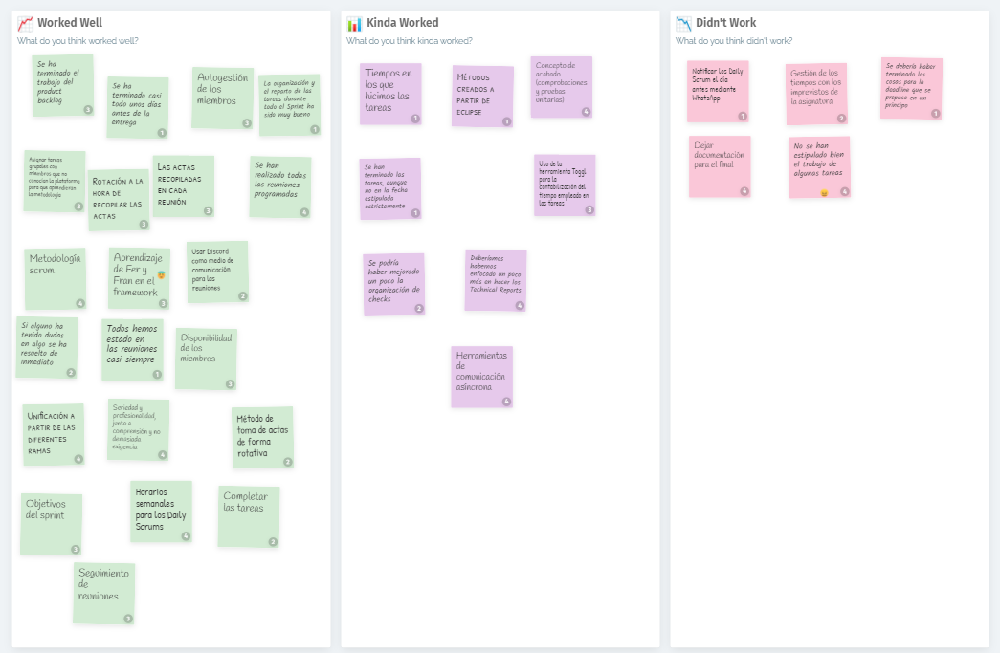 Worked Well
What do you think worked well?
Se ha
terminado el
trabajo del
product
backlog
3
Se ha
terminado casi
todo unos días
antes de la
entrega
1
Autogestión
de los
miembros
3
La organización y
el reparto de las
tareas durante
todo el Sprint ha
sido muy bueno
1
Asignar tareas
grupales con
miembros que no
conocían la plataforma
para que aprendieran
la metodología
3
Rotación a la
hora de
recopilar las
actas
3
Las actas
recopiladas
en cada
reunión
3
Se han
realizado todas
las reuniones
programadas
4
Metodología
scrum
4
Aprendizaje
de Fer y
Fran en el
framework
3
Usar Discord
como medio de
comunicación
para las
reuniones
2
Si alguno ha
tenido dudas
en algo se ha
resuelto de
inmediato
2
Todos hemos
estado en
las reuniones
casi siempre
1
Disponibilidad
de los
miembros
3
Unificación a
partir de las
diferentes
ramas
4
Seriedad y
profesionalidad,
junto a
comprensión y no
demasiada
exigencia
4
Método de
toma de actas
de forma
rotativa
2
Objetivos
del sprint
3
Horarios
semanales
para los Daily
Scrums
4
Completar
las tareas
2
Seguimiento
de
reuniones
3
Kinda Worked
What do you think kinda worked?
Tiempos en
los que
hicimos las
tareas
1
Métodos
creados a
partir de
eclipse
1
Concepto de
acabado
(comprobaciones
y pruebas
unitarias)
4
Se han
terminado las
tareas, aunque
no en la fecha
estipulada
estrictamente
1
Uso de la
herramienta Toggl
para la
contabilización del
tiempo empleado en
las tareas
3
Se podría
haber mejorado
un poco la
organización de
checks
2
Deberíamos
habernos
enfocado un poco
más en hacer los
Technical Reports
4
Herramientas
de
comunicación
asíncrona
4
Didn't Work
What do you think didn't work?
Notificar los Daily
Scrum el día
antes mediante
WhatsApp
1
Gestión de los
tiempos con los
imprevistos de
la asignatura
2
Se debería haber
terminado las
cosas para la
deadline que se
propuso en un
principio
1
Dejar
documentación
para el final
4
No se han
estipulado bien
el trabajo de
algunas tareas
4